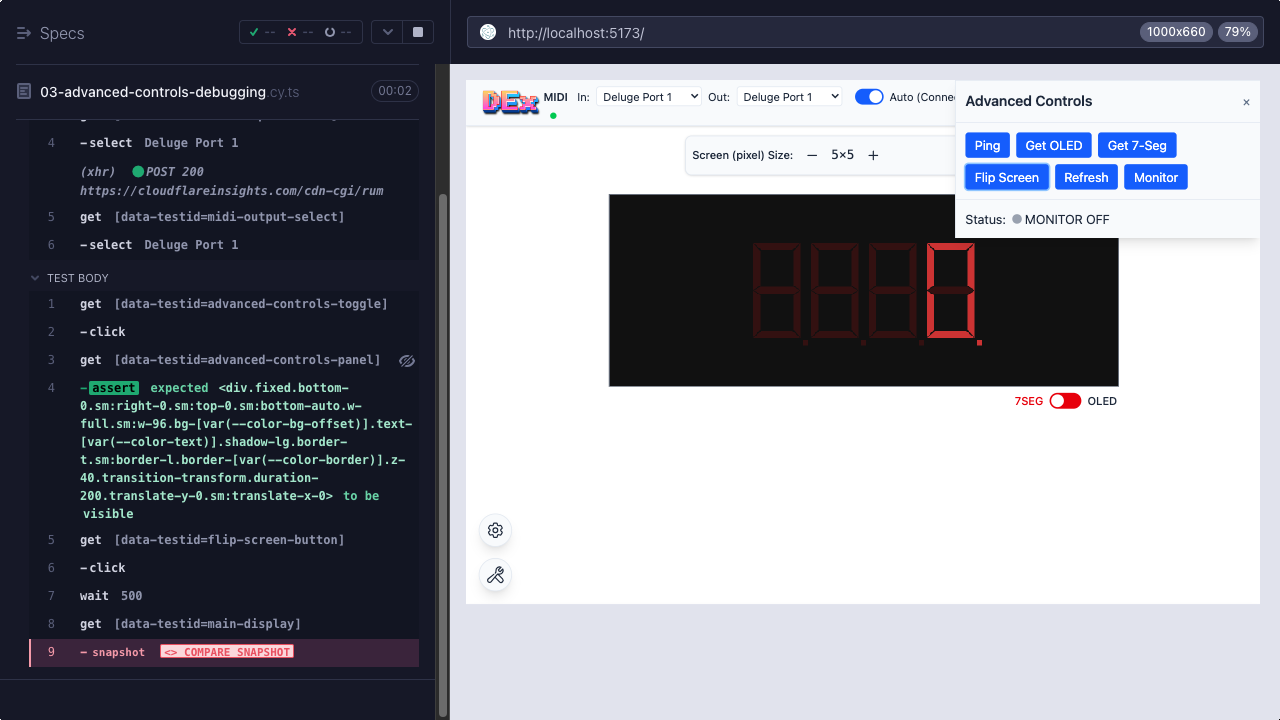 Specs
-- -- --
03-advanced-controls-debugging.cy.ts
00:02
4 -select Deluge Port 1
(xhr) POST 200
https://cloudflareinsights.com/cdn-cgi/rum
5 get [data-testid=midi-output-select]
6 -select Deluge Port 1
TEST BODY
1 get [data-testid=advanced-controls-toggle]
2 -click
3 get [data-testid=advanced-controls-panel]
4 -assert expected <div.fixed.bottom-
0.sm:right-0.sm:top-0.sm:bottom-auto.w-
full.sm:w-96.bg-[var(--color-bg-offset)].text-
[var(--color-text)].shadow-lg.border-
t.sm:border-l.border-[var(--color-border)].z-
40.transition-transform.duration-
200.translate-y-0.sm:translate-x-0> to be
visible
5 get [data-testid=flip-screen-button]
6 -click
7 wait 500
8 get [data-testid=main-display]
9 -snapshot <> COMPARE SNAPSHOT
http://localhost:5173/
1000x660 79%
DEx MIDI In: Deluge Port 1 Out: Deluge Port 1 Auto (Conne
Screen (pixel) Size: − 5×5 +
Advanced Controls ×
Ping Get OLED Get 7-Seg
Flip Screen Refresh Monitor
Status: MONITOR OFF
0.
7SEG OLED